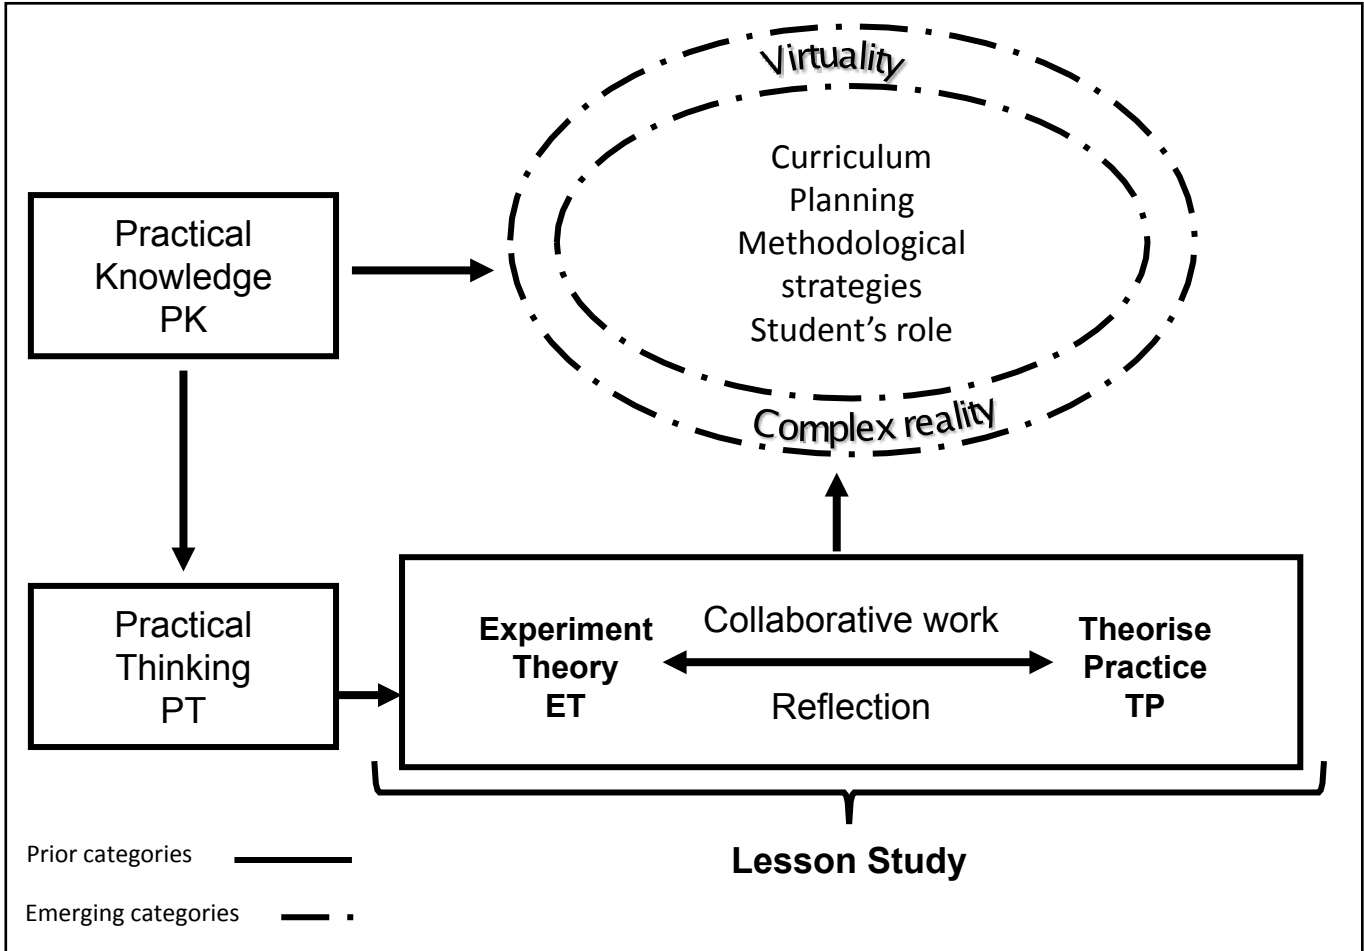 Virtuality
Curriculum
Planning
Methodological
strategies
Student’s role
Complex reality
Practical
Knowledge
PK
Practical
Thinking
PT
Experiment
Theory
ET
Collaborative work
Reflection
Theorise
Practice
TP
Lesson Study
Prior categories
Emerging categories